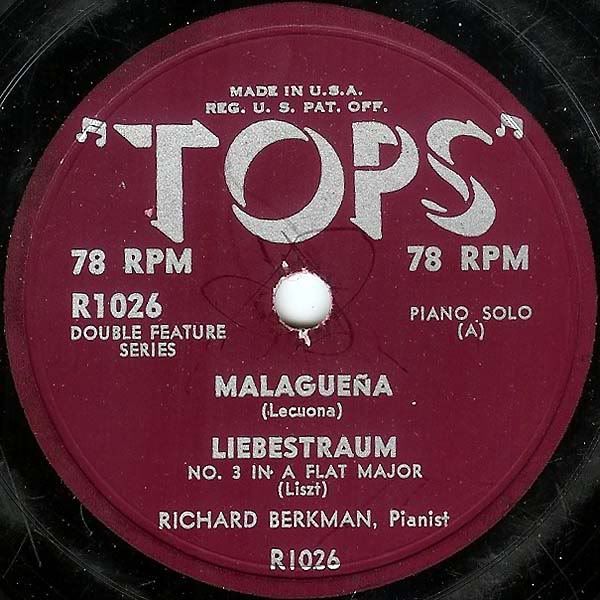 MADE IN U.S.A.
REG. U. S. PAT. OFF.
"TOPS"
78 RPM
78 RPM
R1026
DOUBLE FEATURE
SERIES
PIANO SOLO
(A)
MALAGUEÑA
(Lecuona)
LIEBESTRAUM
NO. 3 IN A FLAT MAJOR
(Liszt)
RICHARD BERKMAN, Pianist
R1026